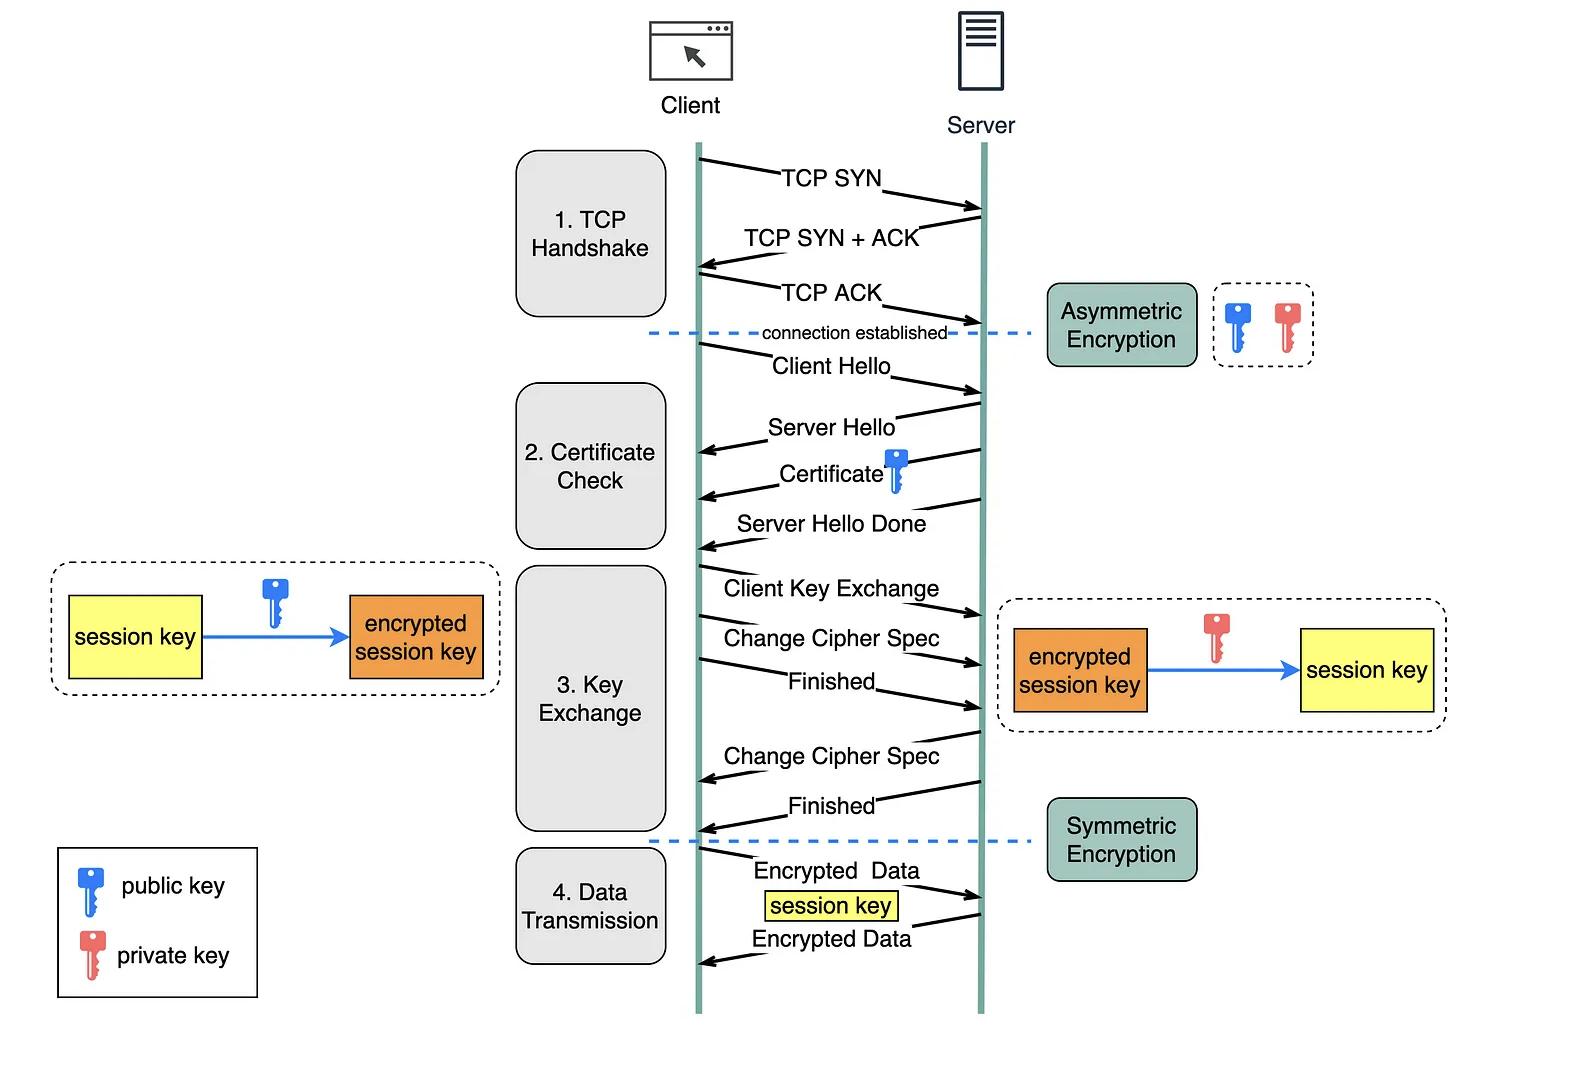 Client
Server
1. TCP
Handshake
TCP SYN
TCP SYN + ACK
TCP ACK
connection established
Asymmetric
Encryption
Client Hello
2. Certificate
Check
Server Hello
Certificate
Server Hello Done
session key
encrypted
session key
3. Key
Exchange
Client Key Exchange
Change Cipher Spec
Finished
Change Cipher Spec
Finished
encrypted
session key
session key
Symmetric
Encryption
4. Data
Transmission
Encrypted Data
session key
Encrypted Data
public key
private key